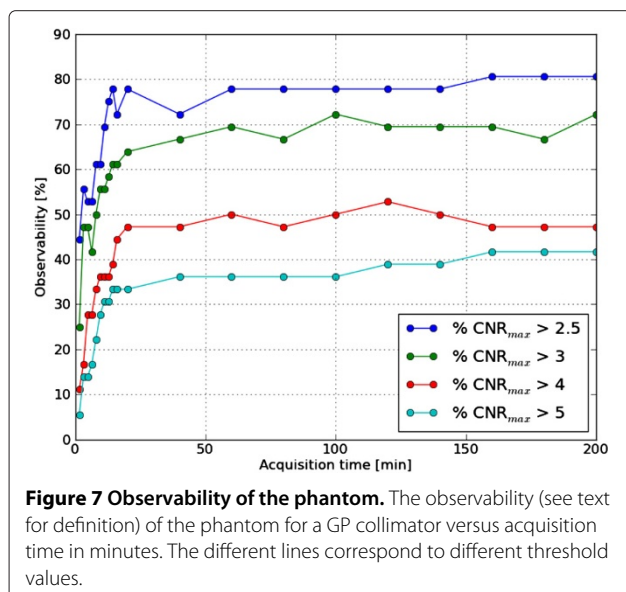 90
80
70
60
50
40
30
20
10
0
Observability [%]
0 50 100 150 200
Acquisition time [min]
% CNRmax > 2.5
% CNRmax > 3
% CNRmax > 4
% CNRmax > 5
Figure 7 Observability of the phantom. The observability (see text
for definition) of the phantom for a GP collimator versus acquisition
time in minutes. The different lines correspond to different threshold
values.